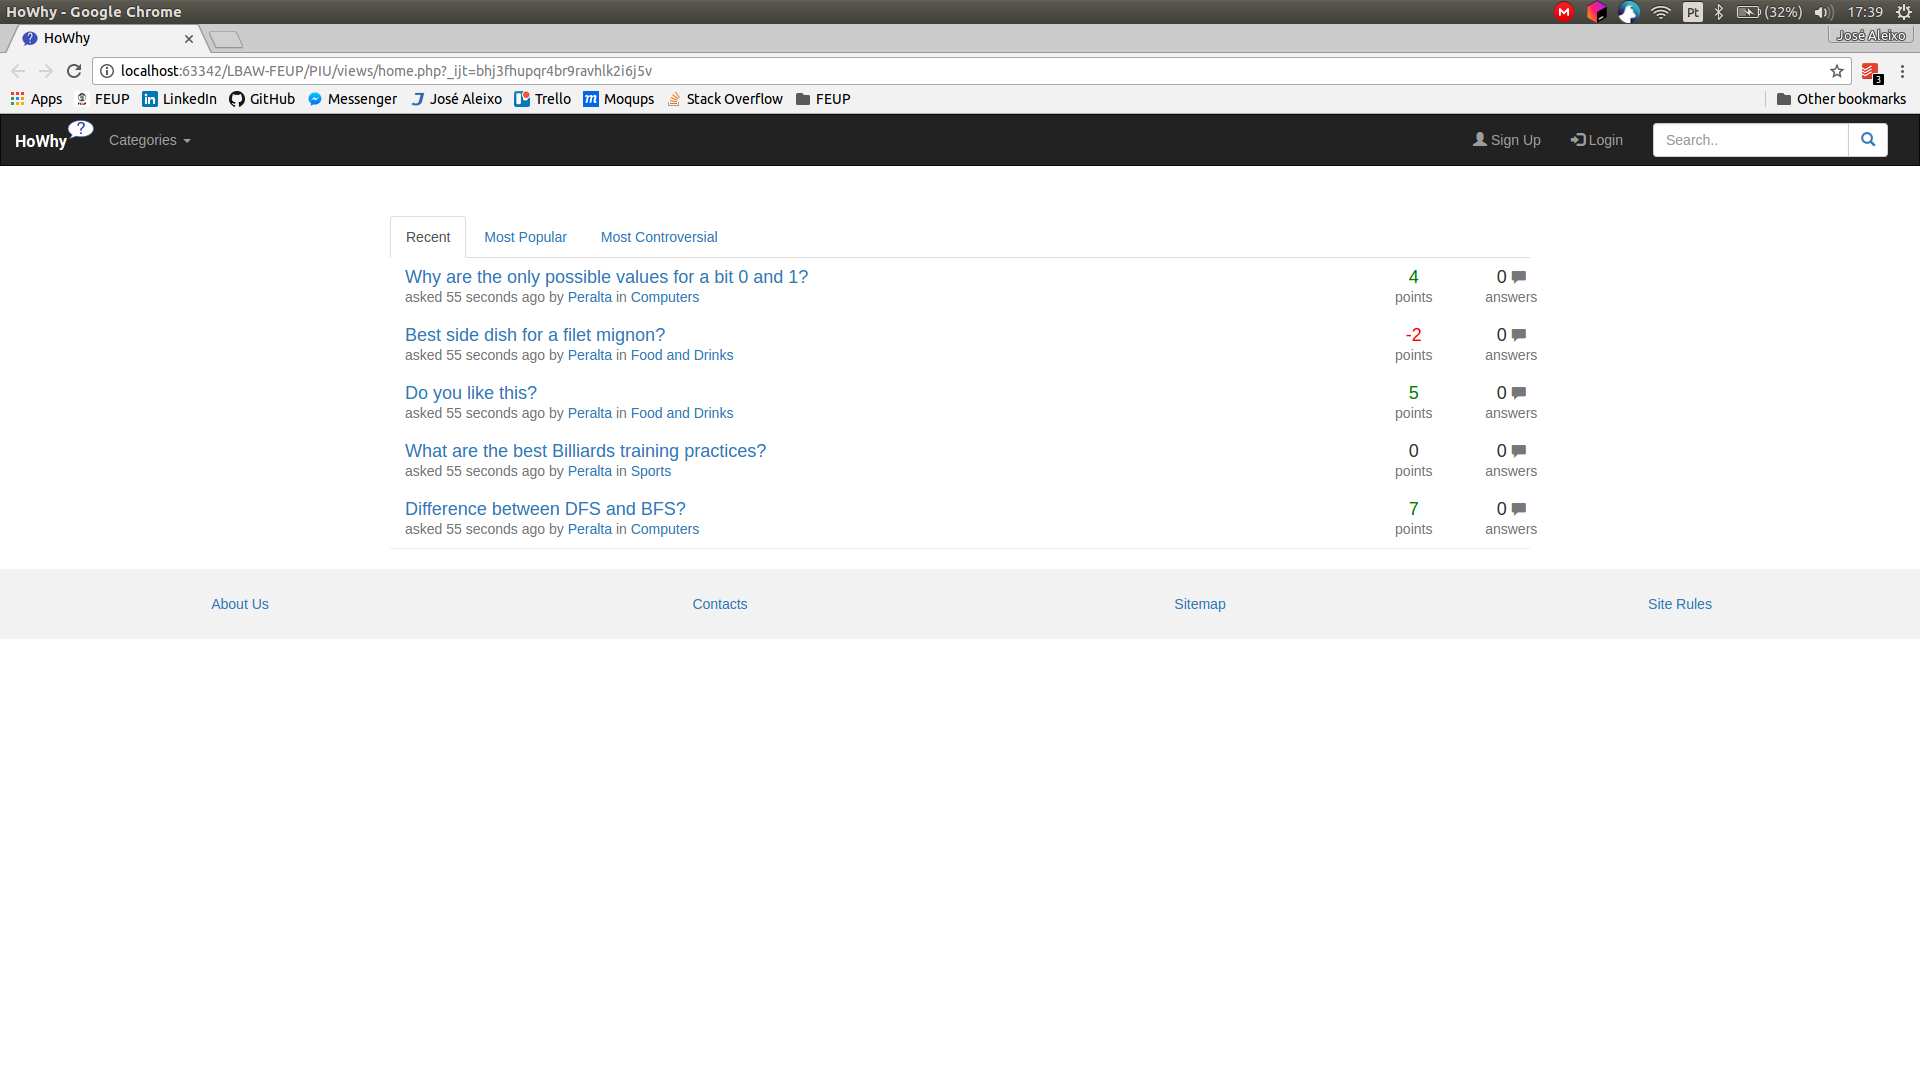 HoWhy - Google Chrome
M Pt (32%) 17:39
HoWhy
José Aleixo
localhost:63342/LBAW-FEUP/PIU/views/home.php?_ijt=bhj3fhupqr4br9ravhlk2i6j5v
3
Apps FEUP LinkedIn GitHub Messenger José Aleixo Trello Moqups Stack Overflow FEUP Other bookmarks
HoWhy? Categories Sign Up Login Search..
Recent Most Popular Most Controversial
Why are the only possible values for a bit 0 and 1? 4 0
asked 55 seconds ago by Peralta in Computers points answers
Best side dish for a filet mignon? -2 0
asked 55 seconds ago by Peralta in Food and Drinks points answers
Do you like this? 5 0
asked 55 seconds ago by Peralta in Food and Drinks points answers
What are the best Billiards training practices? 0 0
asked 55 seconds ago by Peralta in Sports points answers
Difference between DFS and BFS? 7 0
asked 55 seconds ago by Peralta in Computers points answers
About Us Contacts Sitemap Site Rules